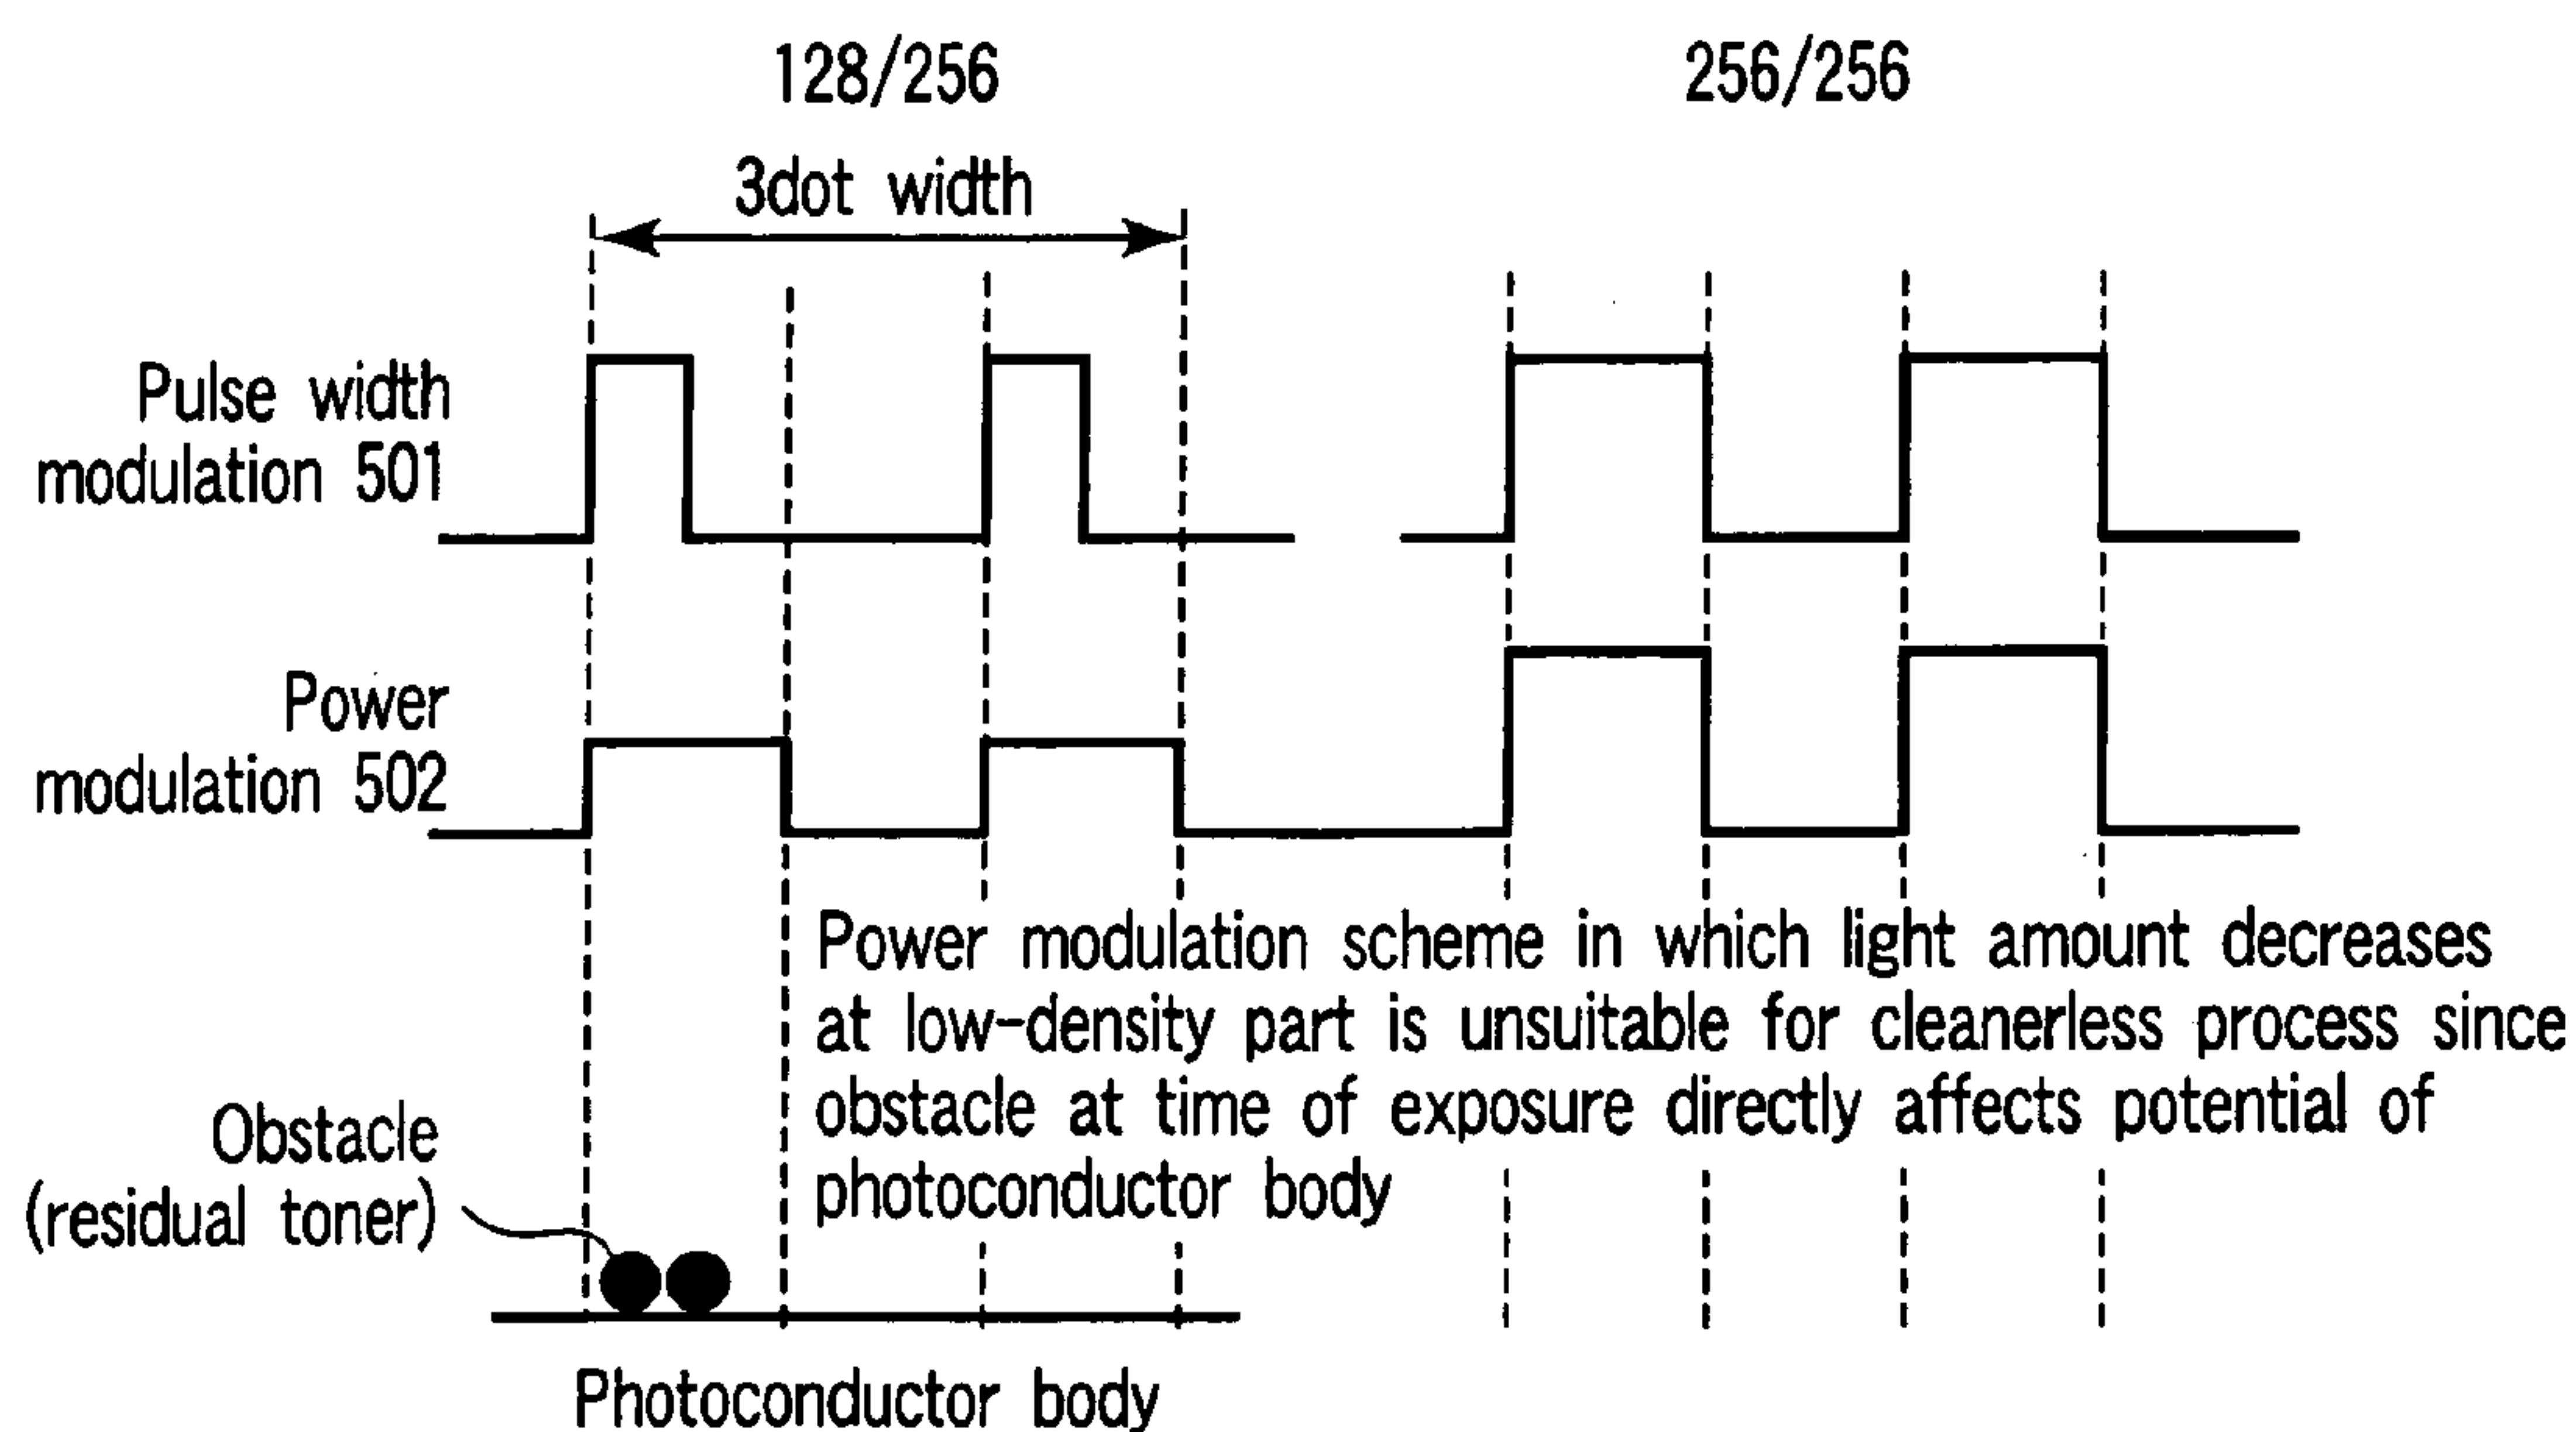 128/256
256/256
3dot width
Pulse width
modulation 501
Power
modulation 502
Power modulation scheme in which light amount decreases
at low-density part is unsuitable for cleanerless process since
obstacle at time of exposure directly affects potential of
photoconductor body
Obstacle
(residual toner)
Photoconductor body